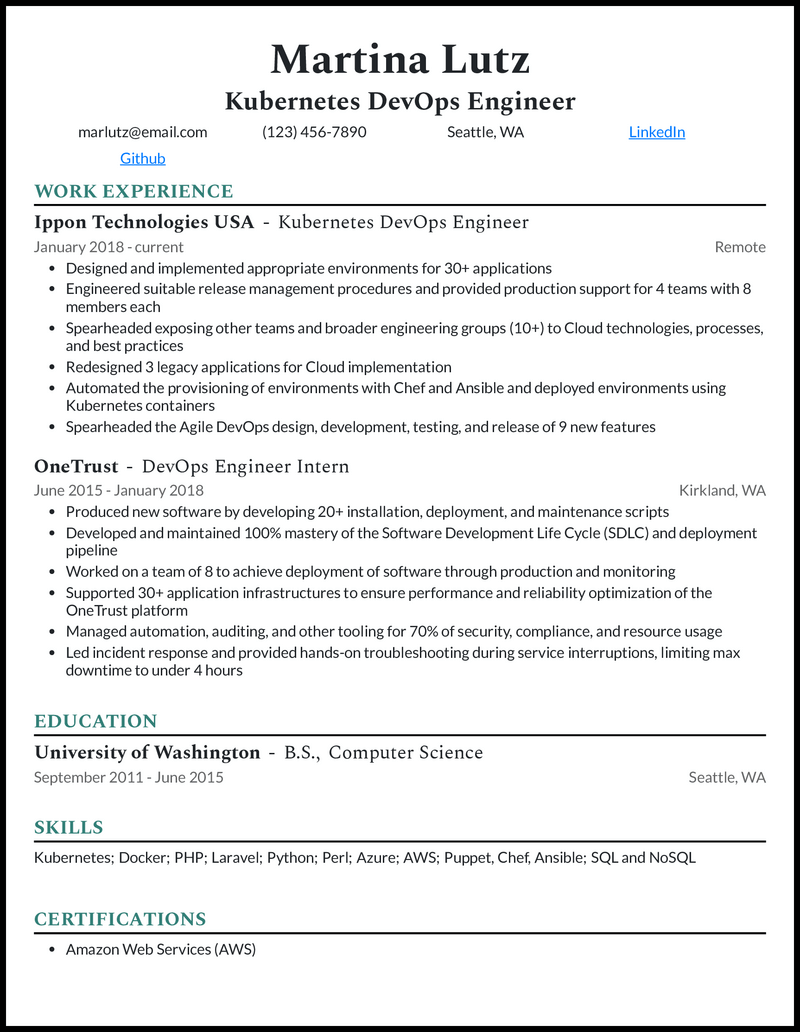 Martina Lutz
Kubernetes DevOps Engineer
marlutz@email.com (123) 456-7890 Seattle, WA LinkedIn
Github
WORK EXPERIENCE
Ippon Technologies USA - Kubernetes DevOps Engineer
January 2018 - current Remote
• Designed and implemented appropriate environments for 30+ applications
• Engineered suitable release management procedures and provided production support for 4 teams with 8
members each
• Spearheaded exposing other teams and broader engineering groups (10+) to Cloud technologies, processes,
and best practices
• Redesigned 3 legacy applications for Cloud implementation
• Automated the provisioning of environments with Chef and Ansible and deployed environments using
Kubernetes containers
• Spearheaded the Agile DevOps design, development, testing, and release of 9 new features
OneTrust - DevOps Engineer Intern
June 2015 - January 2018 Kirkland, WA
• Produced new software by developing 20+ installation, deployment, and maintenance scripts
• Developed and maintained 100% mastery of the Software Development Life Cycle (SDLC) and deployment
pipeline
• Worked on a team of 8 to achieve deployment of software through production and monitoring
• Supported 30+ application infrastructures to ensure performance and reliability optimization of the
OneTrust platform
• Managed automation, auditing, and other tooling for 70% of security, compliance, and resource usage
• Led incident response and provided hands-on troubleshooting during service interruptions, limiting max
downtime to under 4 hours
EDUCATION
University of Washington - B.S., Computer Science
September 2011 - June 2015 Seattle, WA
SKILLS
Kubernetes; Docker; PHP; Laravel; Python; Perl; Azure; AWS; Puppet, Chef, Ansible; SQL and NoSQL
CERTIFICATIONS
• Amazon Web Services (AWS)